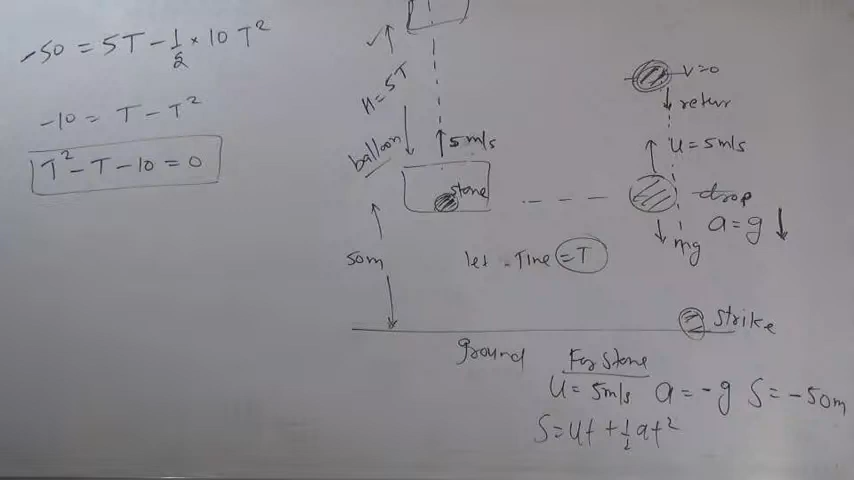 -50 = 5T - 1/2 × 10 T²
-10 = T - T²
T² - T - 10 = 0
H = 5T
balloon
5 m/s
stone
50m
let Time = T
V=0
return
u = 5m/s
drop
a = g
mg
strike
ground
For Stone
U = 5m/s a = -g S = -50m
S = ut + 1/2 at²